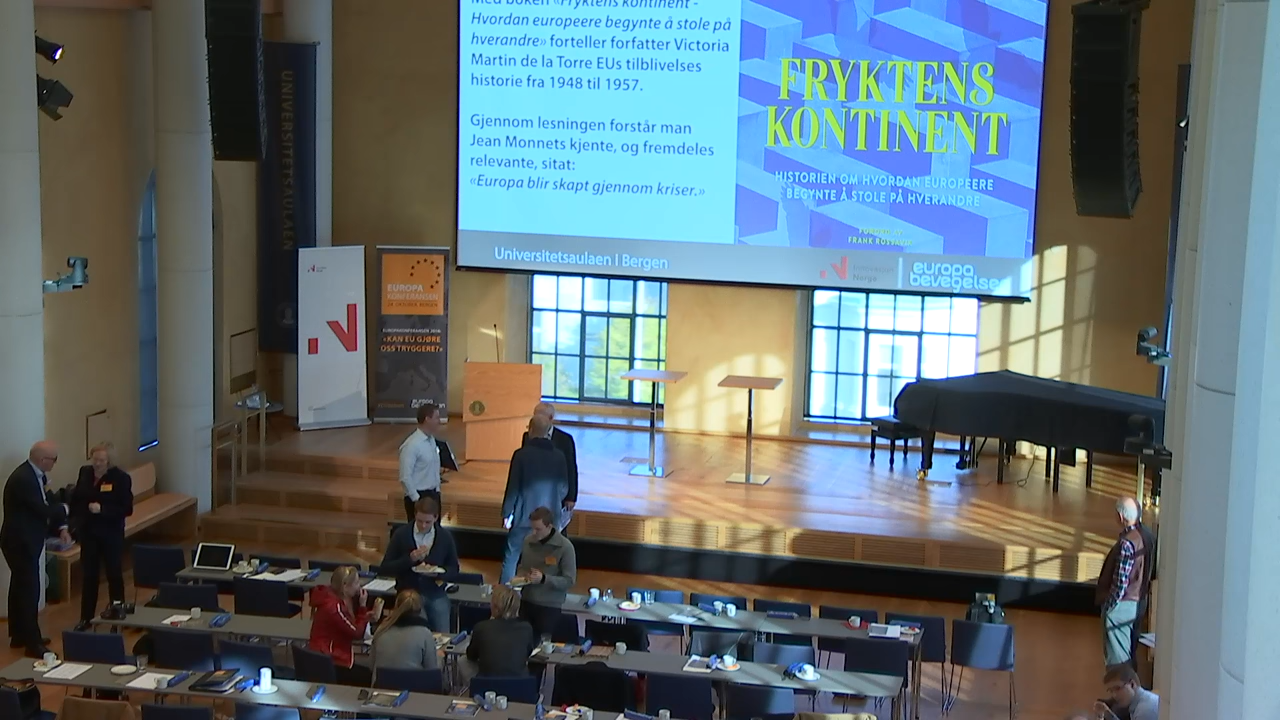 Med boken «Fryktens kontinent -
Hvordan europeere begynte å stole på
hverandre» forteller forfatter Victoria
Martin de la Torre EUs tilblivelses
historie fra 1948 til 1957.
Gjennom lesningen forstår man
Jean Monnets kjente, og fremdeles
relevante, sitat:
«Europa blir skapt gjennom kriser.»
FRYKTENS
KONTINENT
HISTORIEN OM HVORDAN EUROPEERE
BEGYNTE Å STOLE PÅ HVERANDRE
FORORD AV
Universitetsaulaen I Bergen
Norge
europa
bevegelse
UNIVERSITETSAULAEN
N
EUROPA
KONFERANSEN
«KAN EU GJØRE
OSS TRYGGERE?»